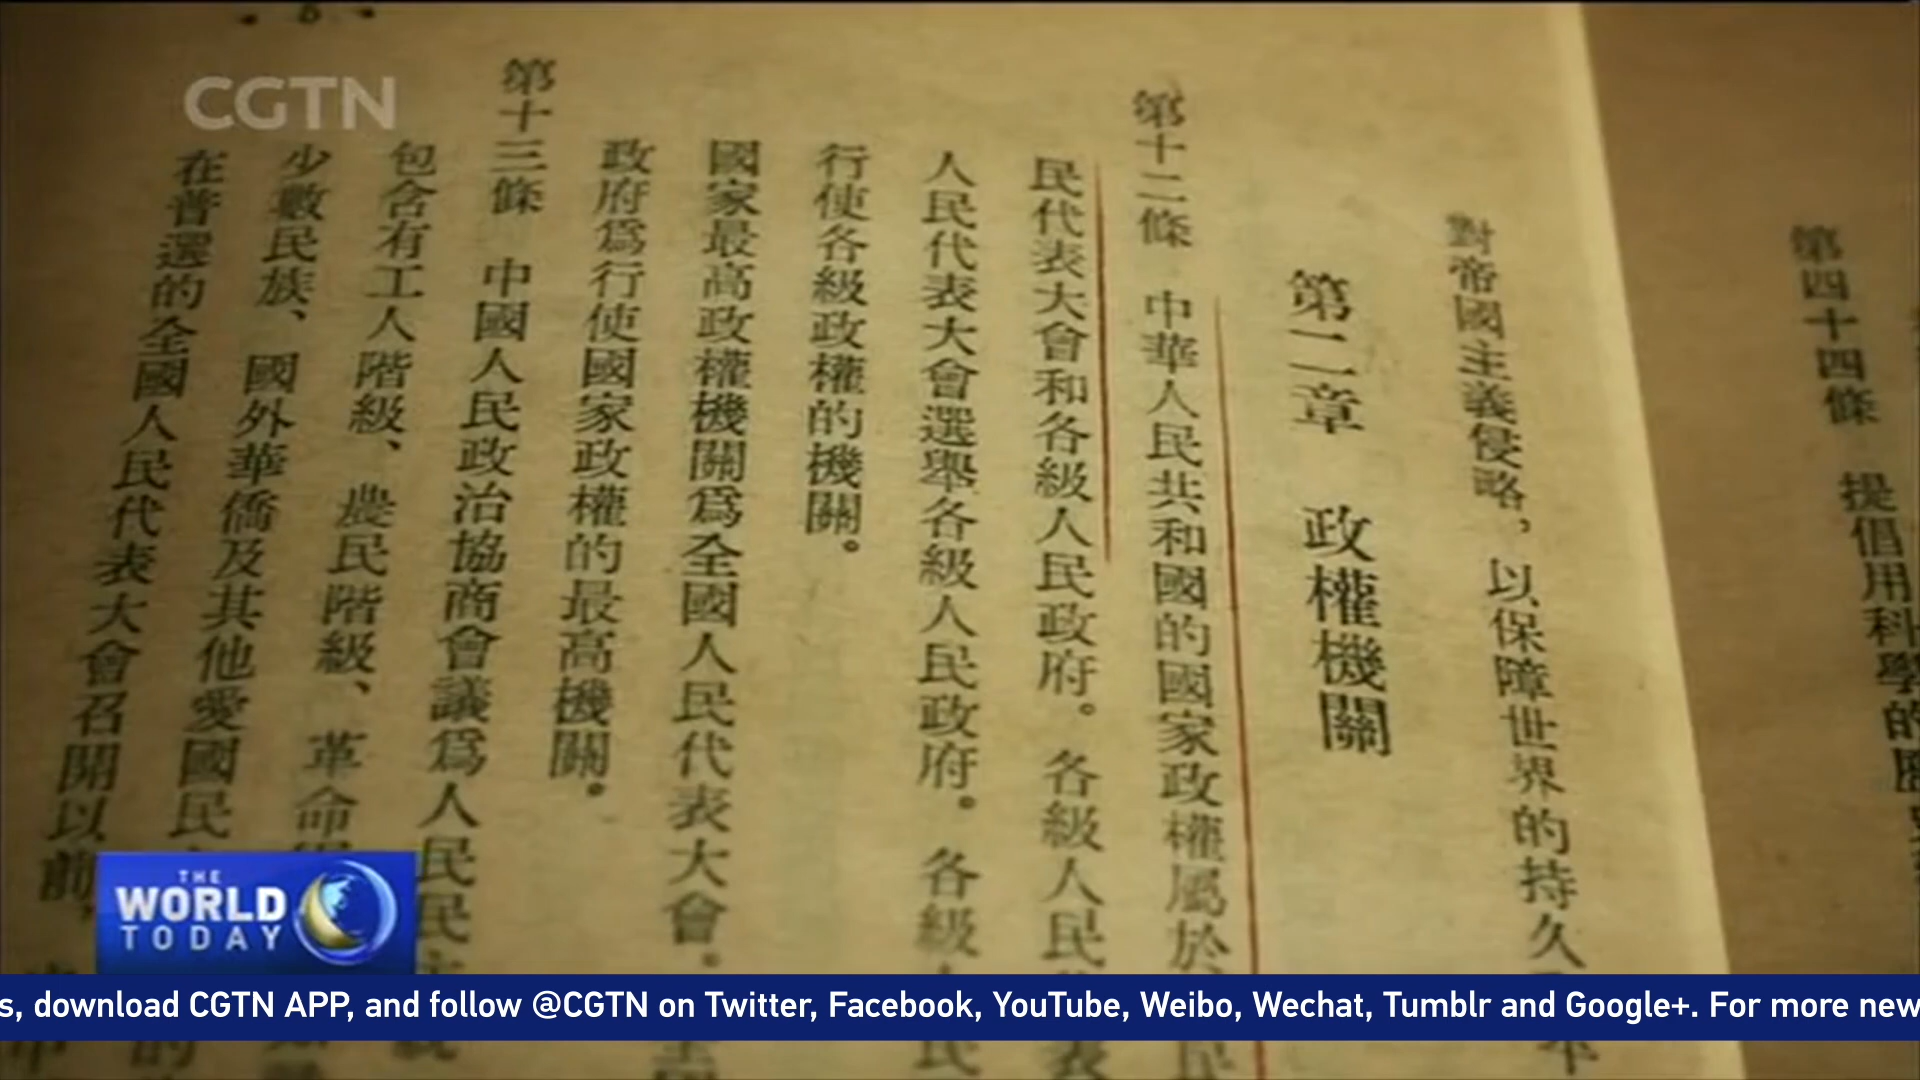 CGTN
第四十四條 提倡用科學的
對帝國主義侵略，以保障世界的持久
第二章 政權機關
第十二條 中華人民共和國的國家政權屬於
民代表大會和各級人民政府。各級人民
人民代表大會選舉各級人民政府。各級
行使各級政權的機關。
國家最高政權機關爲全國人民代表大會。
政府爲行使國家政權的最高機關。
第十三條 中國人民政治協商會議爲人民民
包含有工人階級、農民階級、革命
少數民族、國外華僑及其他愛國民
在普選的全國人民代表大會召開以前，
THE
WORLD
TODAY
s, download CGTN APP, and follow @CGTN on Twitter, Facebook, YouTube, Weibo, Wechat, Tumblr and Google+. For more new